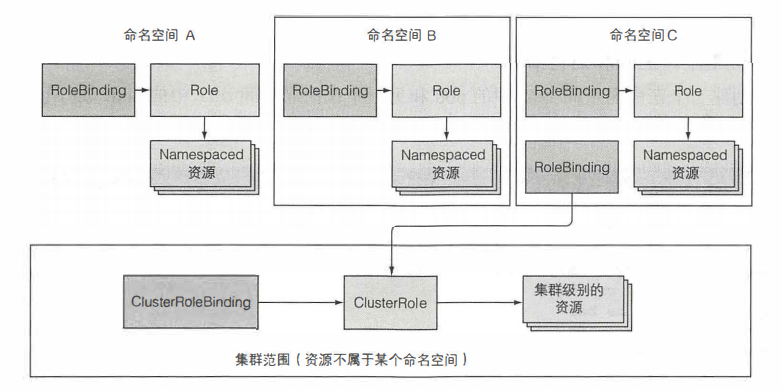 命名空间 A
命名空间 B
命名空间 C
RoleBinding
Role
RoleBinding
Role
RoleBinding
Role
Namespaced
资源
Namespaced
资源
RoleBinding
Namespaced
资源
ClusterRoleBinding
ClusterRole
集群级别的
资源
集群范围（资源不属于某个命名空间）